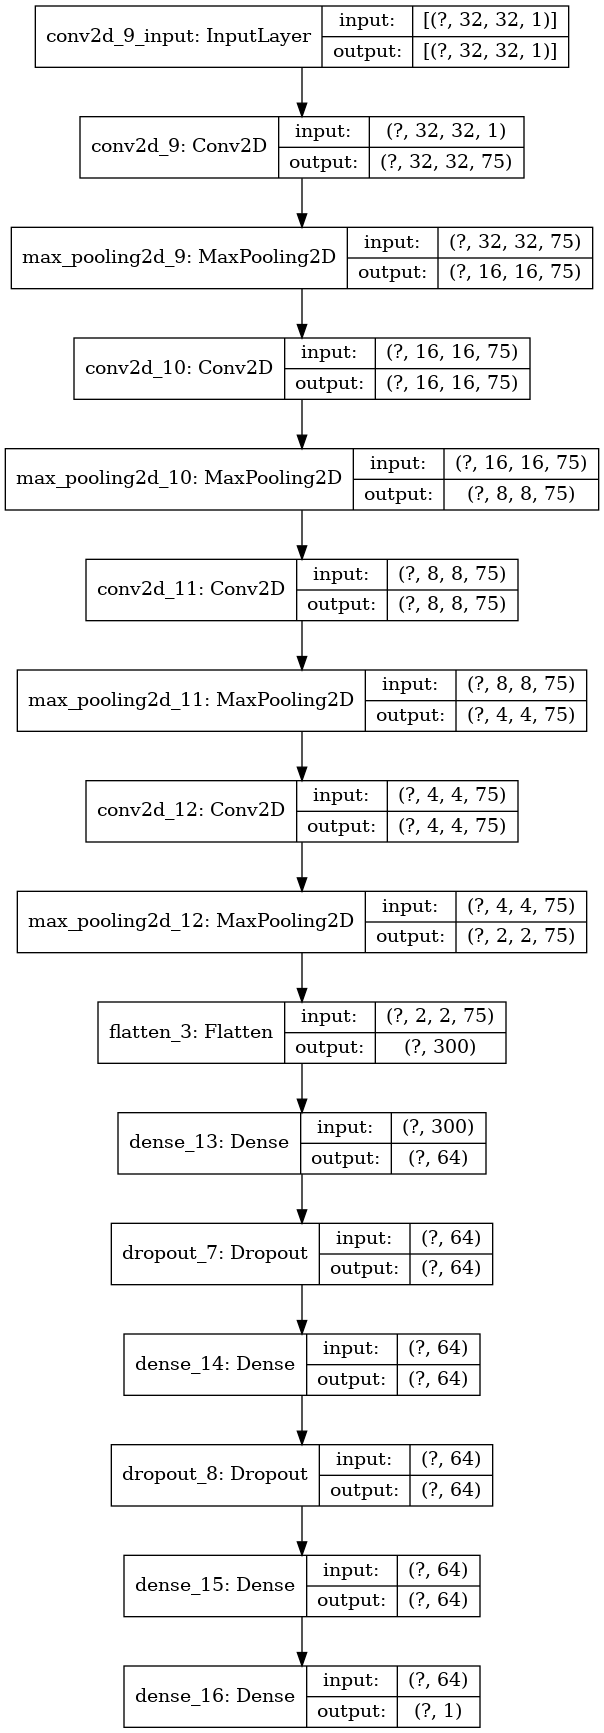 conv2d_9_input: InputLayer input: [(?, 32, 32, 1)]
output: [(?, 32, 32, 1)]
conv2d_9: Conv2D input: (?, 32, 32, 1)
output: (?, 32, 32, 75)
max_pooling2d_9: MaxPooling2D input: (?, 32, 32, 75)
output: (?, 16, 16, 75)
conv2d_10: Conv2D input: (?, 16, 16, 75)
output: (?, 16, 16, 75)
max_pooling2d_10: MaxPooling2D input: (?, 16, 16, 75)
output: (?, 8, 8, 75)
conv2d_11: Conv2D input: (?, 8, 8, 75)
output: (?, 8, 8, 75)
max_pooling2d_11: MaxPooling2D input: (?, 8, 8, 75)
output: (?, 4, 4, 75)
conv2d_12: Conv2D input: (?, 4, 4, 75)
output: (?, 4, 4, 75)
max_pooling2d_12: MaxPooling2D input: (?, 4, 4, 75)
output: (?, 2, 2, 75)
flatten_3: Flatten input: (?, 2, 2, 75)
output: (?, 300)
dense_13: Dense input: (?, 300)
output: (?, 64)
dropout_7: Dropout input: (?, 64)
output: (?, 64)
dense_14: Dense input: (?, 64)
output: (?, 64)
dropout_8: Dropout input: (?, 64)
output: (?, 64)
dense_15: Dense input: (?, 64)
output: (?, 64)
dense_16: Dense input: (?, 64)
output: (?, 1)